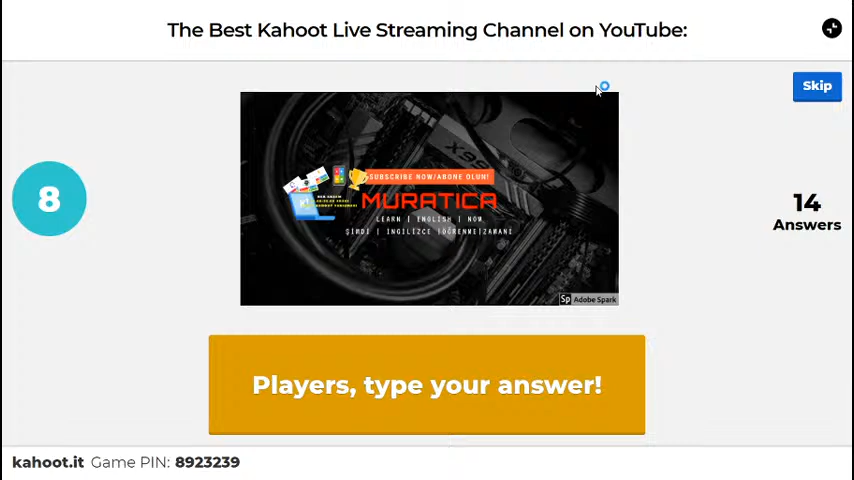 The Best Kahoot Live Streaming Channel on YouTube:
Skip
8
14
Answers
X99
SUBSCRIBE NOW/ABONE OLUN!
MURATICA
LEARN | ENGLISH | NOW
ŞİMDİ | İNGİLİZCE |ÖĞRENME|ZAMANI
Sp Adobe Spark
Players, type your answer!
kahoot.it Game PIN: 8923239